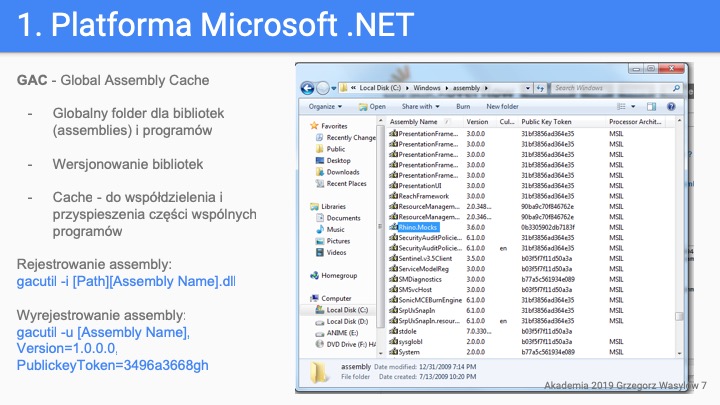 1. Platforma Microsoft .NET
GAC - Global Assembly Cache
- Globalny folder dla bibliotek
(assemblies) i programów
- Wersjonowanie bibliotek
- Cache - do współdzielenia i
przyspieszenia części wspólnych
programów
Rejestrowanie assembly:
gacutil -i [Path][Assembly Name].dll
Wyrejestrowanie assembly:
gacutil -u [Assembly Name],
Version=1.0.0.0,
PublickeyToken=3496a3668gh
« Local Disk (C:) Windows assembly
Search Windows
Organize Open Share with Burn New folder
Favorites
Recently Change
Public
Desktop
Downloads
Recent Places
Libraries
Documents
Music
Pictures
Videos
Homegroup
Computer
Local Disk (C:)
Local Disk (D:)
ANIME (E:)
DVD Drive (F:) HA
Assembly Name Version Cul... Public Key Token Processor Archit...
PresentationFrame... 3.0.0.0 31bf3856ad364e35 MSIL
PresentationFrame... 3.0.0.0 31bf3856ad364e35 MSIL
PresentationFrame... 3.0.0.0 31bf3856ad364e35 MSIL
PresentationFrame... 3.0.0.0 31bf3856ad364e35 MSIL
PresentationUI 3.0.0.0 31bf3856ad364e35 MSIL
ReachFramework 3.0.0.0 31bf3856ad364e35 MSIL
ResourceManagem... 2.0.348... 90ba9c70f846762e MSIL
ResourceManagem... 2.0.346... 90ba9c70f846762e MSIL
Rhino.Mocks 3.6.0.0 0b3305902db7183f MSIL
SecurityAuditPolicie... 6.1.0.0 31bf3856ad364e35 MSIL
SecurityAuditPolicie... 6.1.0.0 en 31bf3856ad364e35 MSIL
Sentinel.v3.5Client 3.5.0.0 b03f5f7f11d50a3a MSIL
ServiceModelReg 3.0.0.0 b03f5f7f11d50a3a MSIL
SMDiagnostics 3.0.0.0 b77a5c561934e089 MSIL
SMSvcHost 3.0.0.0 b03f5f7f11d50a3a MSIL
SonicMCEBurnEngine 6.1.0.0 31bf3856ad364e35 MSIL
SrpUxSnapIn 6.1.0.0 31bf3856ad364e35 MSIL
SrpUxSnapIn.resour... 6.1.0.0 en 31bf3856ad364e35 MSIL
stdole 7.0.330... b03f5f7f11d50a3a
sysglobl 2.0.0.0 b03f5f7f11d50a3a MSIL
System 2.0.0.0 b77a5c561934e089 MSIL
assembly Date modified: 12/31/2009 7:14 PM
File folder Date created: 7/13/2009 10:20 PM
Akademia 2019 Grzegorz Wasylów 7